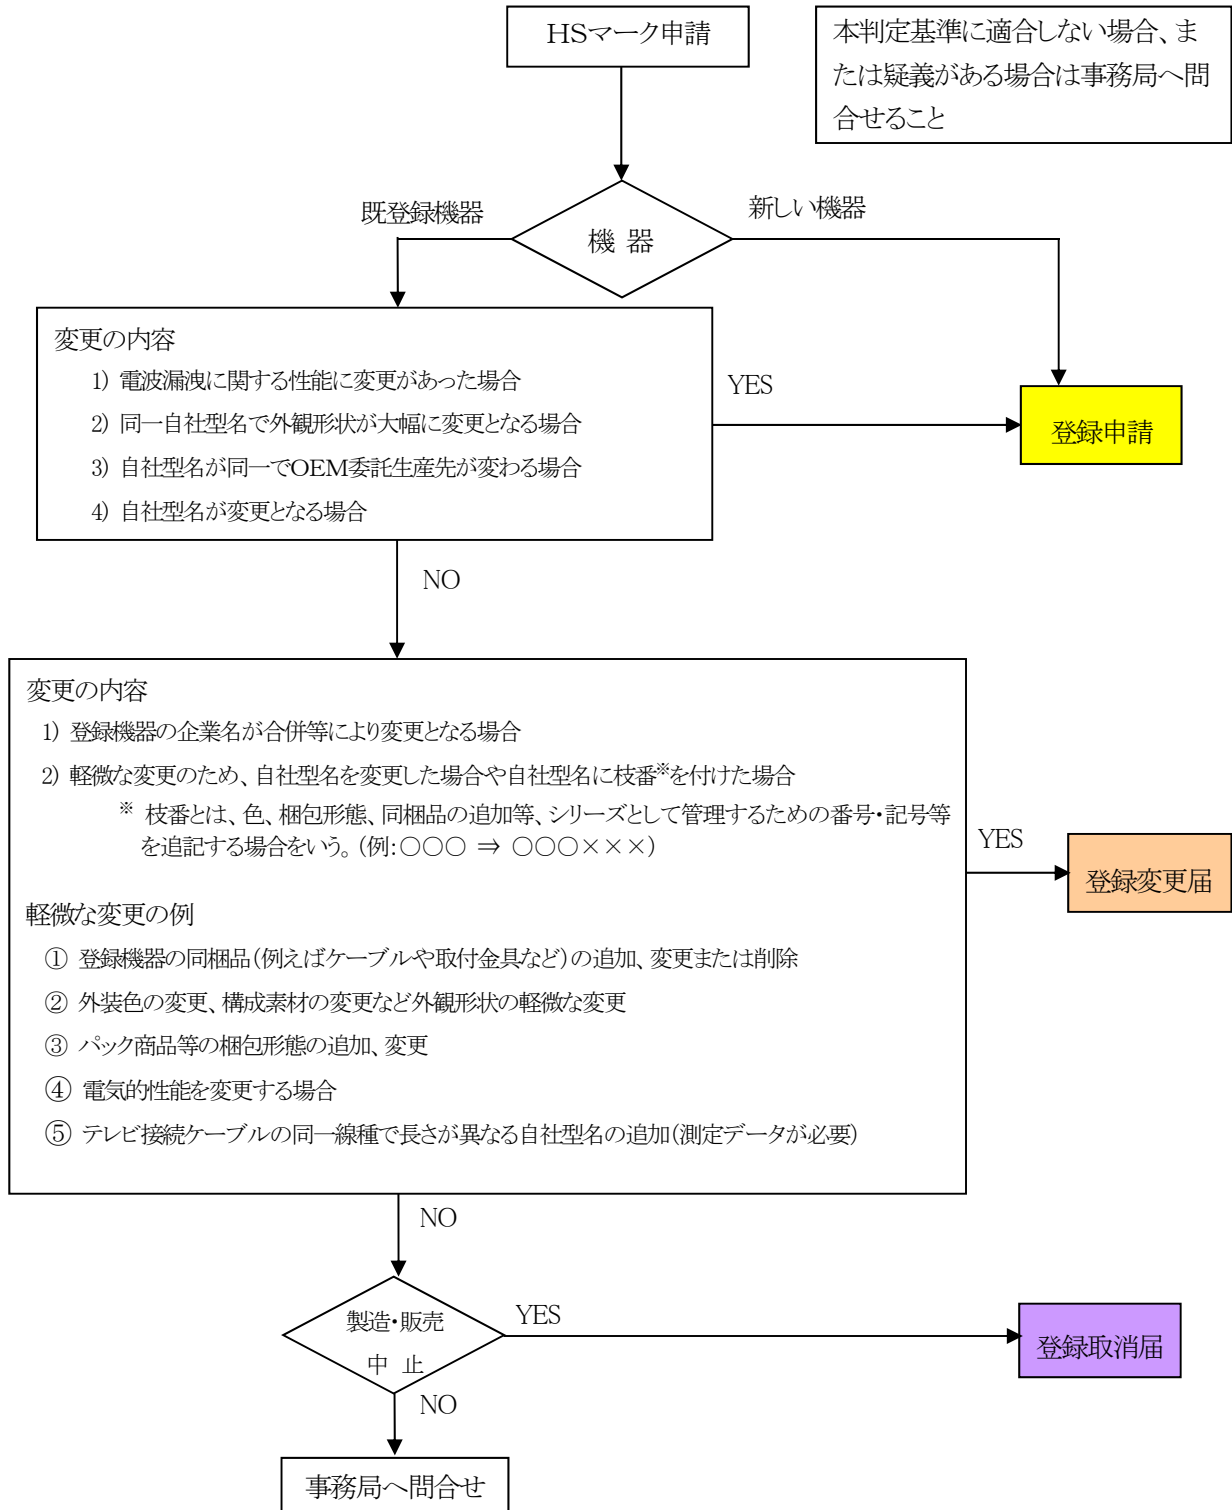 HSマーク申請
本判定基準に適合しない場合、ま
たは疑義がある場合は事務局へ問
合せること
既登録機器
新しい機器
機 器
変更の内容
1) 電波漏洩に関する性能に変更があった場合
2) 同一自社型名で外観形状が大幅に変更となる場合
3) 自社型名が同一でOEM委託生産先が変わる場合
4) 自社型名が変更となる場合
YES
登録申請
NO
変更の内容
1) 登録機器の企業名が合併等により変更となる場合
2) 軽微な変更のため、自社型名を変更した場合や自社型名に枝番※を付けた場合
※ 枝番とは、色、梱包形態、同梱品の追加等、シリーズとして管理するための番号・記号等
を追記する場合をいう。(例:○○○ ⇒ ○○○×××)
軽微な変更の例
① 登録機器の同梱品(例えばケーブルや取付金具など)の追加、変更または削除
② 外装色の変更、構成素材の変更など外観形状の軽微な変更
③ パック商品等の梱包形態の追加、変更
④ 電気的性能を変更する場合
⑤ テレビ接続ケーブルの同一線種で長さが異なる自社型名の追加(測定データが必要)
YES
登録変更届
NO
製造・販売
中 止
YES
登録取消届
NO
事務局へ問合せ